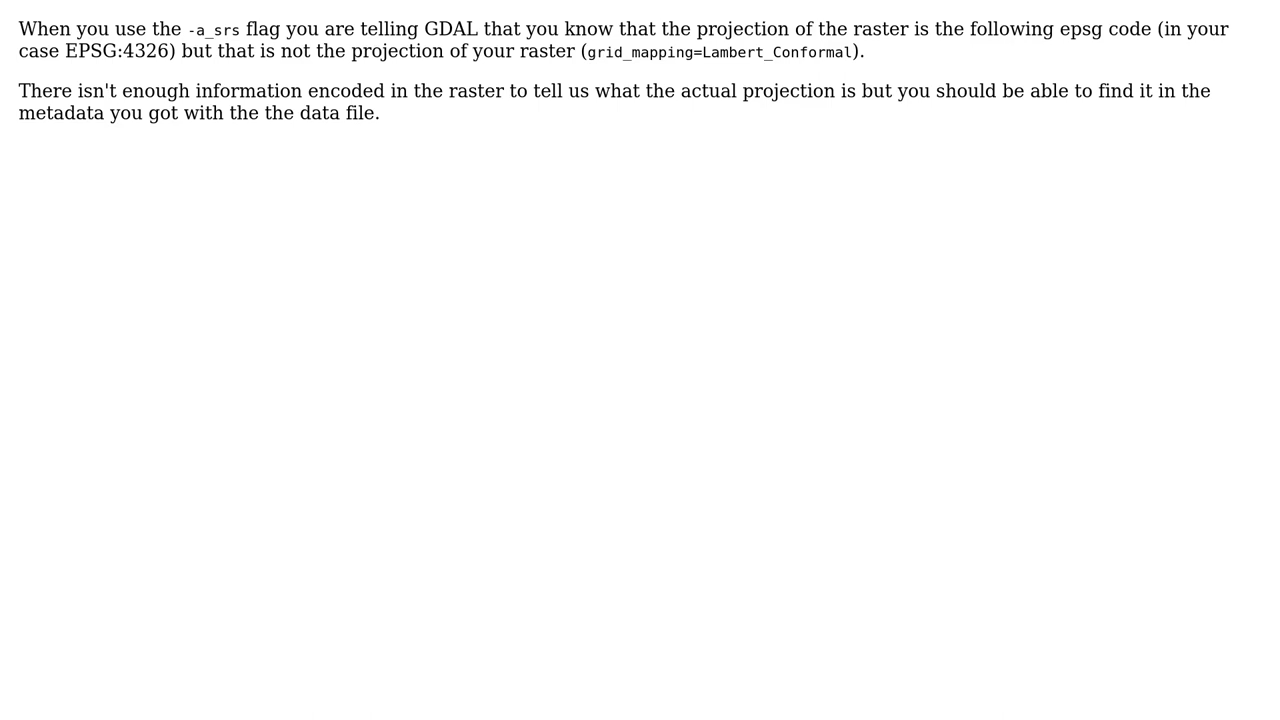 When you use the -a_srs flag you are telling GDAL that you know that the projection of the raster is the following epsg code (in your
case EPSG:4326) but that is not the projection of your raster (grid_mapping=Lambert_Conformal).
There isn't enough information encoded in the raster to tell us what the actual projection is but you should be able to find it in the
metadata you got with the the data file.